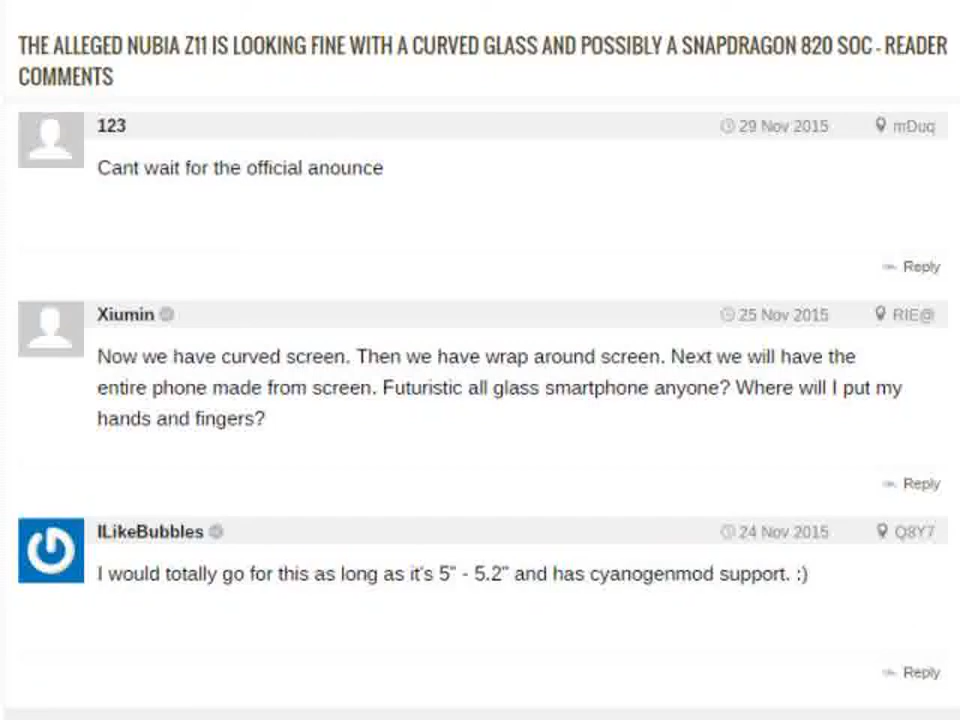 THE ALLEGED NUBIA Z11 IS LOOKING FINE WITH A CURVED GLASS AND POSSIBLY A SNAPDRAGON 820 SOC - READER
COMMENTS
123 29 Nov 2015 mDuq
Cant wait for the official anounce
Reply
Xiumin 25 Nov 2015 RIE@
Now we have curved screen. Then we have wrap around screen. Next we will have the
entire phone made from screen. Futuristic all glass smartphone anyone? Where will I put my
hands and fingers?
Reply
ILikeBubbles 24 Nov 2015 Q8Y7
I would totally go for this as long as it's 5" - 5.2" and has cyanogenmod support. :)
Reply